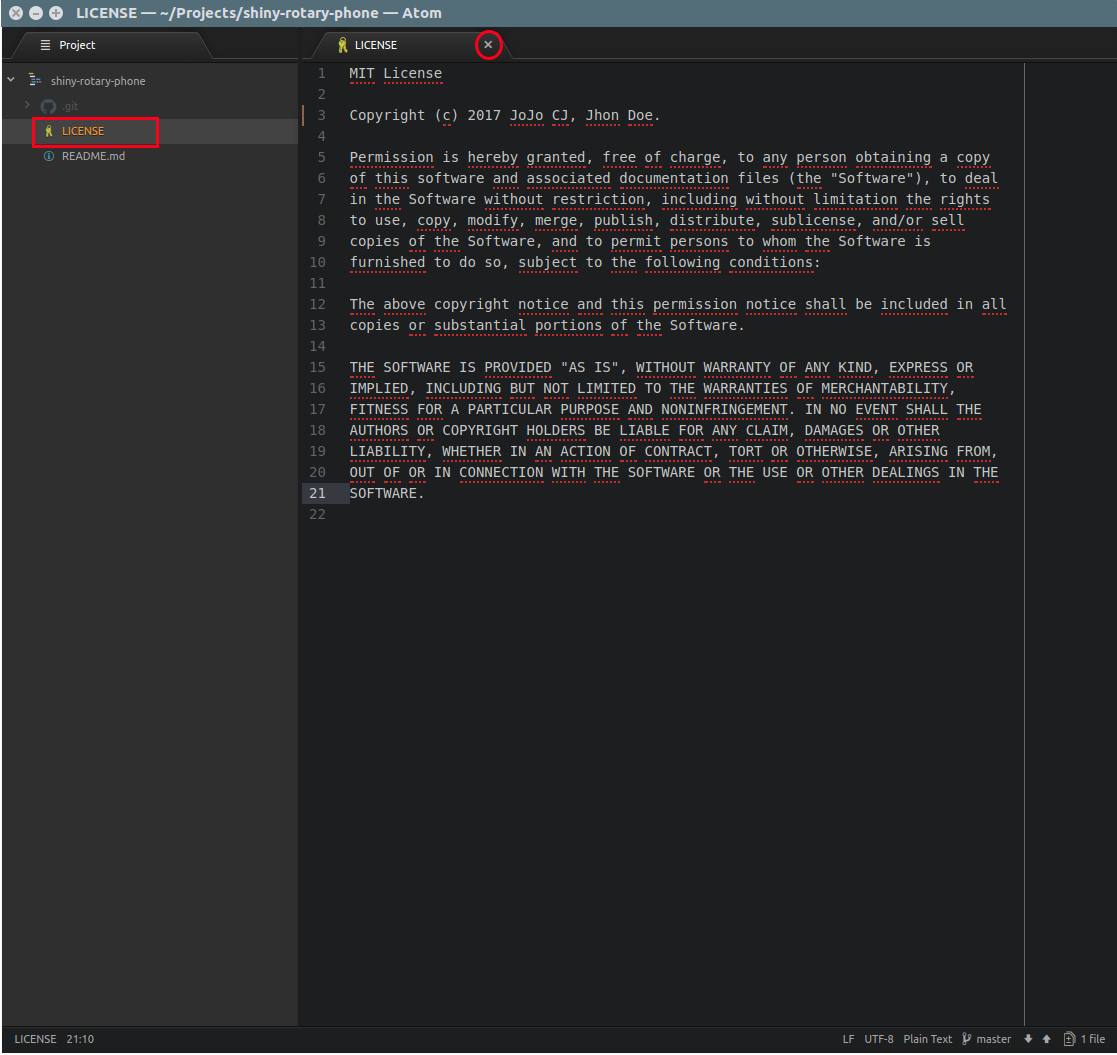 LICENSE — ~/Projects/shiny-rotary-phone — Atom
Project
LICENSE
shiny-rotary-phone
.git
LICENSE
README.md
1 MIT License
2
3 Copyright (c) 2017 JoJo CJ, Jhon Doe.
4
5 Permission is hereby granted, free of charge, to any person obtaining a copy
6 of this software and associated documentation files (the "Software"), to deal
7 in the Software without restriction, including without limitation the rights
8 to use, copy, modify, merge, publish, distribute, sublicense, and/or sell
9 copies of the Software, and to permit persons to whom the Software is
10 furnished to do so, subject to the following conditions:
11
12 The above copyright notice and this permission notice shall be included in all
13 copies or substantial portions of the Software.
14
15 THE SOFTWARE IS PROVIDED "AS IS", WITHOUT WARRANTY OF ANY KIND, EXPRESS OR
16 IMPLIED, INCLUDING BUT NOT LIMITED TO THE WARRANTIES OF MERCHANTABILITY,
17 FITNESS FOR A PARTICULAR PURPOSE AND NONINFRINGEMENT. IN NO EVENT SHALL THE
18 AUTHORS OR COPYRIGHT HOLDERS BE LIABLE FOR ANY CLAIM, DAMAGES OR OTHER
19 LIABILITY, WHETHER IN AN ACTION OF CONTRACT, TORT OR OTHERWISE, ARISING FROM,
20 OUT OF OR IN CONNECTION WITH THE SOFTWARE OR THE USE OR OTHER DEALINGS IN THE
21 SOFTWARE.
22
LICENSE 21:10
LF UTF-8 Plain Text master 1 file